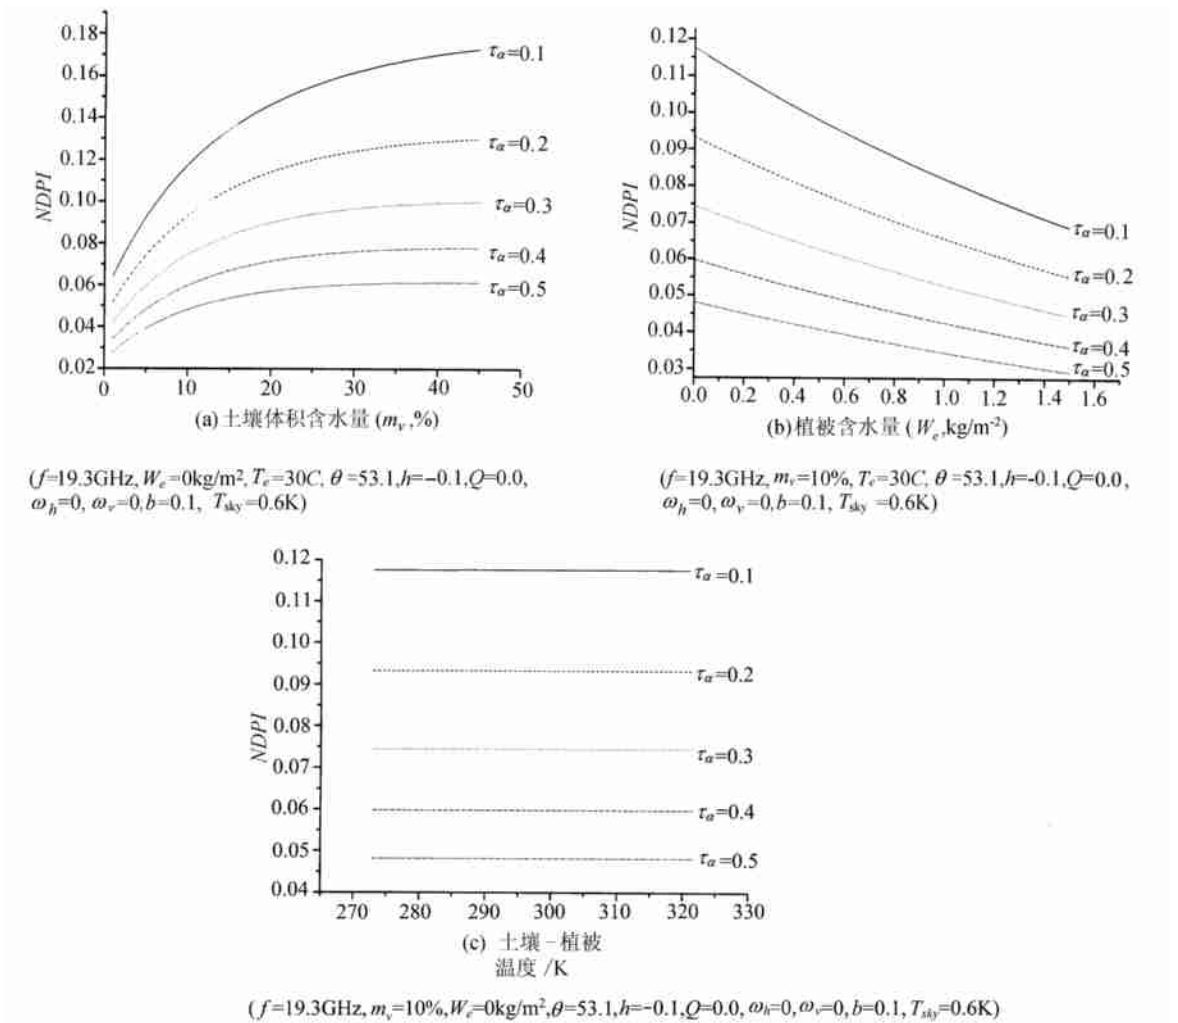 0.18
0.16
0.14
0.12
0.10
0.08
0.06
0.04
0.02
NDPI
τα=0.1
τα=0.2
τα=0.3
τα=0.4
τα=0.5
0 10 20 30 40 50
(a)土壤体积含水量(mv,%)
(f=19.3GHz, We=0kg/m², Te=30C, θ=53.1,h=-0.1,Q=0.0,
ωh=0, ωv=0,b=0.1, Tsky=0.6K)
0.12
0.11
0.10
0.09
0.08
0.07
0.06
0.05
0.04
0.03
NDPI
τα=0.1
τα=0.2
τα=0.3
τα=0.4
τα=0.5
0.0 0.2 0.4 0.6 0.8 1.0 1.2 1.4 1.6
(b)植被含水量(We,kg/m⁻²)
(f=19.3GHz, mv=10%, Te=30C, θ=53.1,h=-0.1,Q=0.0,
ωh=0, ωv=0,b=0.1, Tsky=0.6K)
0.12
0.11
0.10
0.09
0.08
0.07
0.06
0.05
0.04
NDPI
τα=0.1
τα=0.2
τα=0.3
τα=0.4
τα=0.5
270 280 290 300 310 320 330
(c) 土壤-植被
温度/K
(f=19.3GHz, mv=10%,We=0kg/m²,θ=53.1,h=-0.1,Q=0.0, ωh=0,ωv=0,b=0.1,Tsky=0.6K)